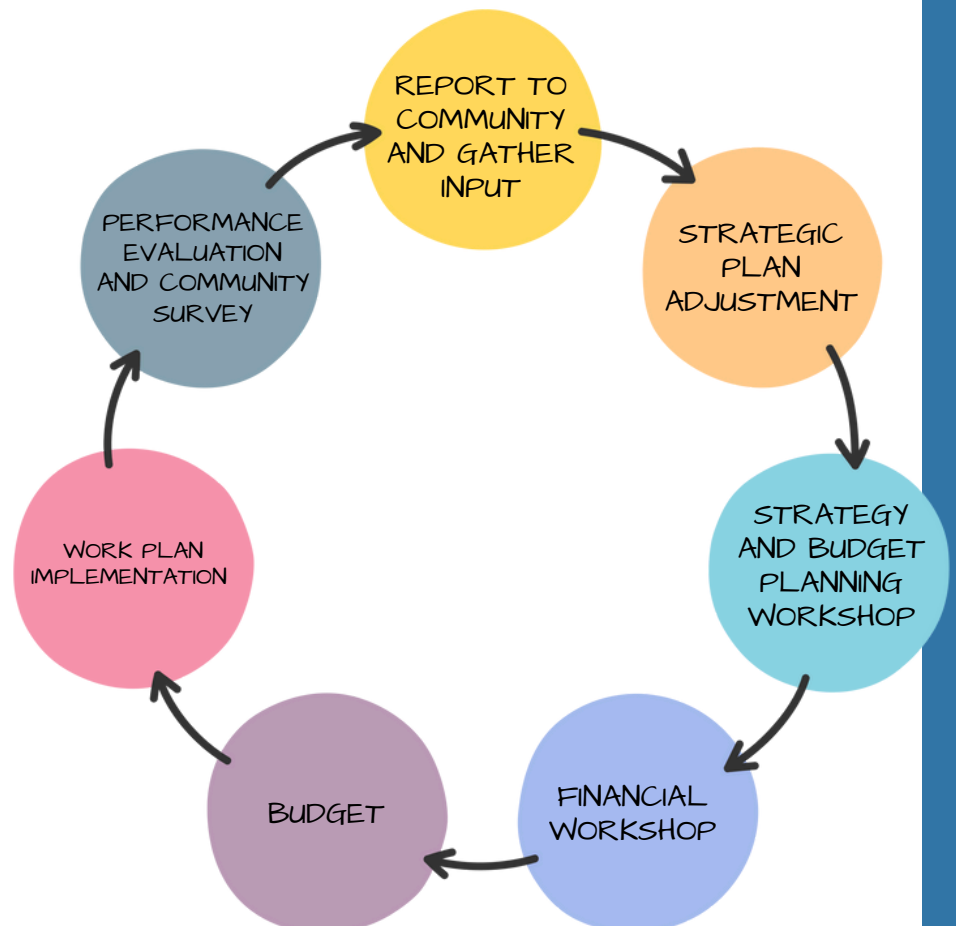 REPORT TO
COMMUNITY
AND GATHER
INPUT
STRATEGIC
PLAN
ADJUSTMENT
STRATEGY
AND BUDGET
PLANNING
WORKSHOP
FINANCIAL
WORKSHOP
BUDGET
WORK PLAN
IMPLEMENTATION
PERFORMANCE
EVALUATION
AND COMMUNITY
SURVEY